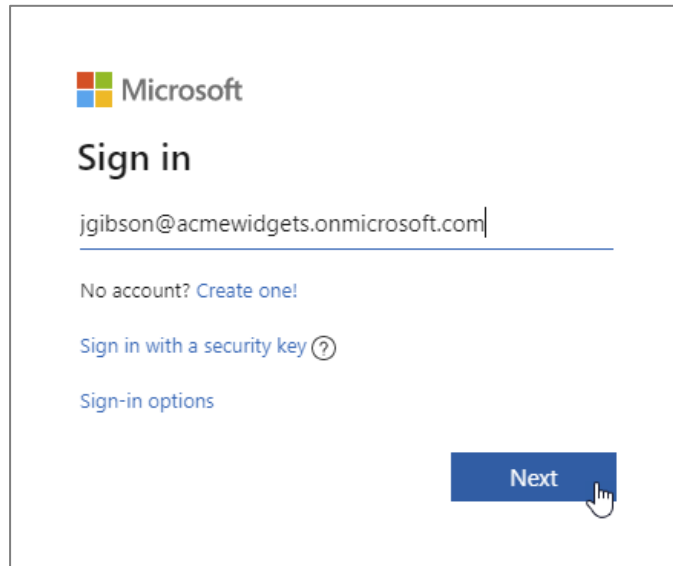 Microsoft
Sign in
jgibson@acmewidgets.onmicrosoft.com
No account? Create one!
Sign in with a security key ?
Sign-in options
Next